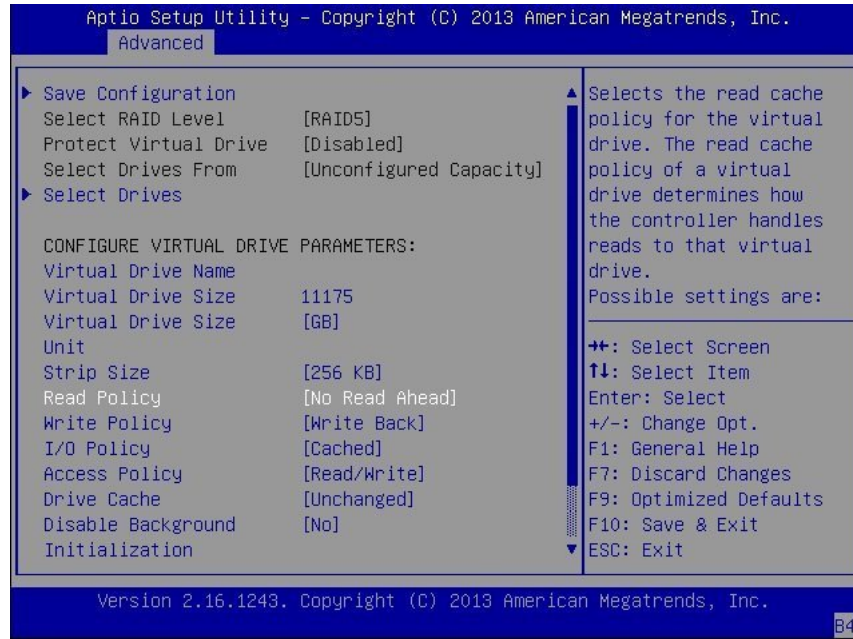 Aptio Setup Utility – Copyright (C) 2013 American Megatrends, Inc.
Advanced
Save Configuration
Select RAID Level [RAID5]
Protect Virtual Drive [Disabled]
Select Drives From [Unconfigured Capacity]
Select Drives
CONFIGURE VIRTUAL DRIVE PARAMETERS:
Virtual Drive Name
Virtual Drive Size 11175
Virtual Drive Size [GB]
Unit
Strip Size [256 KB]
Read Policy [No Read Ahead]
Write Policy [Write Back]
I/O Policy [Cached]
Access Policy [Read/Write]
Drive Cache [Unchanged]
Disable Background [No]
Initialization
Selects the read cache
policy for the virtual
drive. The read cache
policy of a virtual
drive determines how
the controller handles
reads to that virtual
drive.
Possible settings are:
→←: Select Screen
↑↓: Select Item
Enter: Select
+/-: Change Opt.
F1: General Help
F7: Discard Changes
F9: Optimized Defaults
F10: Save & Exit
ESC: Exit
Version 2.16.1243. Copyright (C) 2013 American Megatrends, Inc.
B4